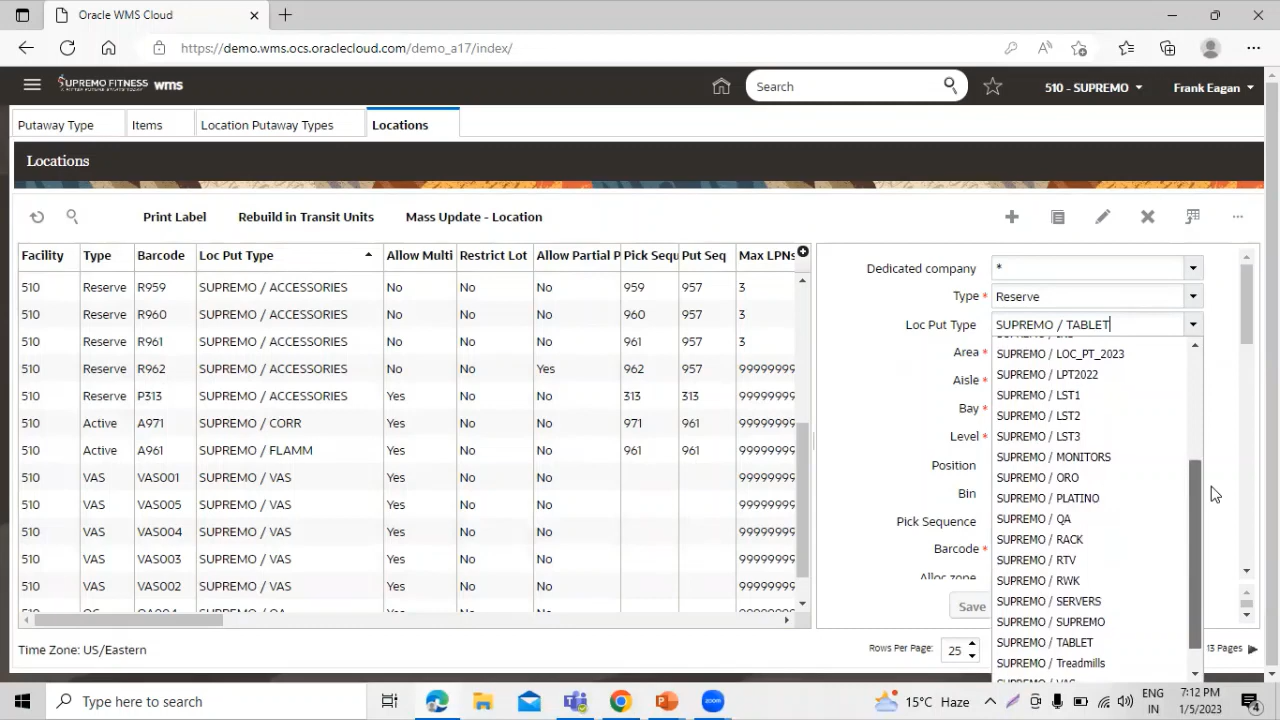 Oracle WMS Cloud
https://demo.wms.ocs.oraclecloud.com/demo_a17/index/
SUPREMO FITNESS wms
Search
510 - SUPREMO
Frank Eagan
Putaway Type
Items
Location Putaway Types
Locations
Locations
Print Label
Rebuild in Transit Units
Mass Update - Location
Facility Type Barcode Loc Put Type Allow Multi Restrict Lot Allow Partial P Pick Sequ Put Seq Max LPNs
510 Reserve R959 SUPREMO / ACCESSORIES No No No 959 957 3
510 Reserve R960 SUPREMO / ACCESSORIES No No No 960 957 3
510 Reserve R961 SUPREMO / ACCESSORIES No No No 961 957 3
510 Reserve R962 SUPREMO / ACCESSORIES No No Yes 962 957 99999999
510 Reserve P313 SUPREMO / ACCESSORIES Yes No No 313 313 99999999
510 Active A971 SUPREMO / CORR Yes No No 971 961 99999999
510 Active A961 SUPREMO / FLAMM Yes No No 961 961 99999999
510 VAS VAS001 SUPREMO / VAS Yes No No 99999999
510 VAS VAS005 SUPREMO / VAS Yes No No 99999999
510 VAS VAS004 SUPREMO / VAS Yes No No 99999999
510 VAS VAS003 SUPREMO / VAS Yes No No 99999999
510 VAS VAS002 SUPREMO / VAS Yes No No 99999999
Dedicated company *
Type * Reserve
Loc Put Type SUPREMO / TABLET
Area *
Aisle *
Bay *
Level *
Position
Bin
Pick Sequence
Barcode *
Alloc zone
SUPREMO / LOC_PT_2023
SUPREMO / LPT2022
SUPREMO / LST1
SUPREMO / LST2
SUPREMO / LST3
SUPREMO / MONITORS
SUPREMO / ORO
SUPREMO / PLATINO
SUPREMO / QA
SUPREMO / RACK
SUPREMO / RTV
SUPREMO / RWK
SUPREMO / SERVERS
SUPREMO / SUPREMO
SUPREMO / TABLET
SUPREMO / Treadmills
Save
Time Zone: US/Eastern
Rows Per Page: 25
13 Pages
Type here to search
15°C Haze
ENG
IN
7:12 PM
1/5/2023
4